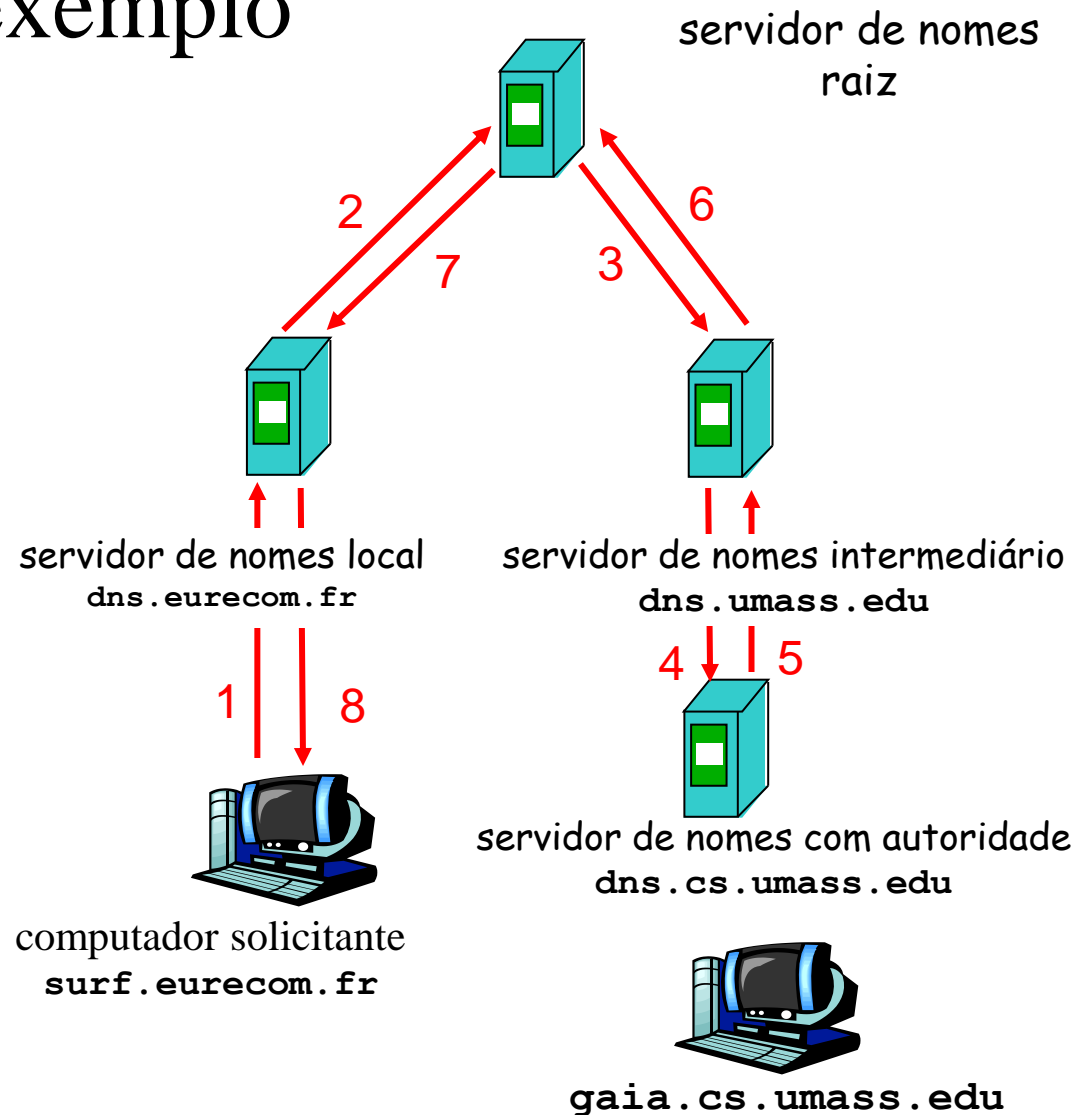 exemplo
servidor de nomes
raiz
2
7
3
6
servidor de nomes local
dns.eurecom.fr
servidor de nomes intermediário
dns.umass.edu
1
8
4
5
servidor de nomes com autoridade
dns.cs.umass.edu
computador solicitante
surf.eurecom.fr
gaia.cs.umass.edu